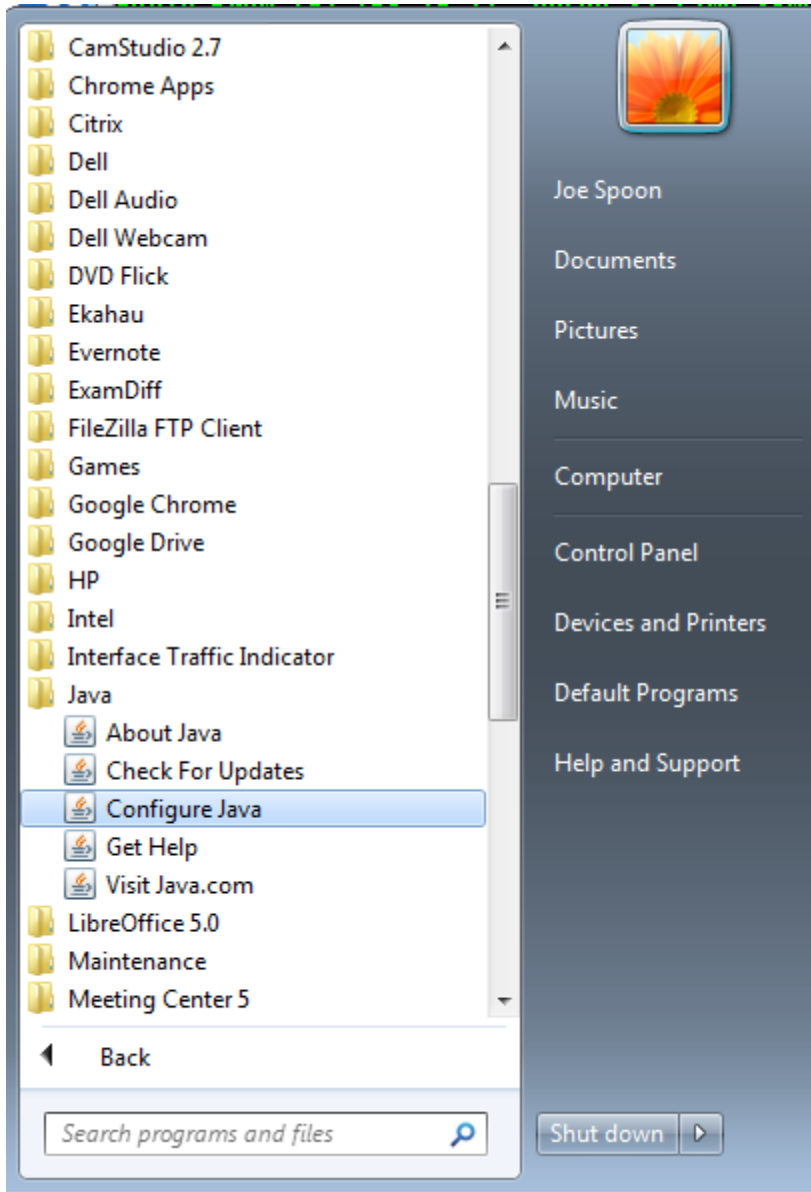 CamStudio 2.7
Chrome Apps
Citrix
Dell
Dell Audio
Dell Webcam
DVD Flick
Ekahau
Evernote
ExamDiff
FileZilla FTP Client
Games
Google Chrome
Google Drive
HP
Intel
Interface Traffic Indicator
Java
About Java
Check For Updates
Configure Java
Get Help
Visit Java.com
LibreOffice 5.0
Maintenance
Meeting Center 5
Back
Search programs and files
Joe Spoon
Documents
Pictures
Music
Computer
Control Panel
Devices and Printers
Default Programs
Help and Support
Shut down